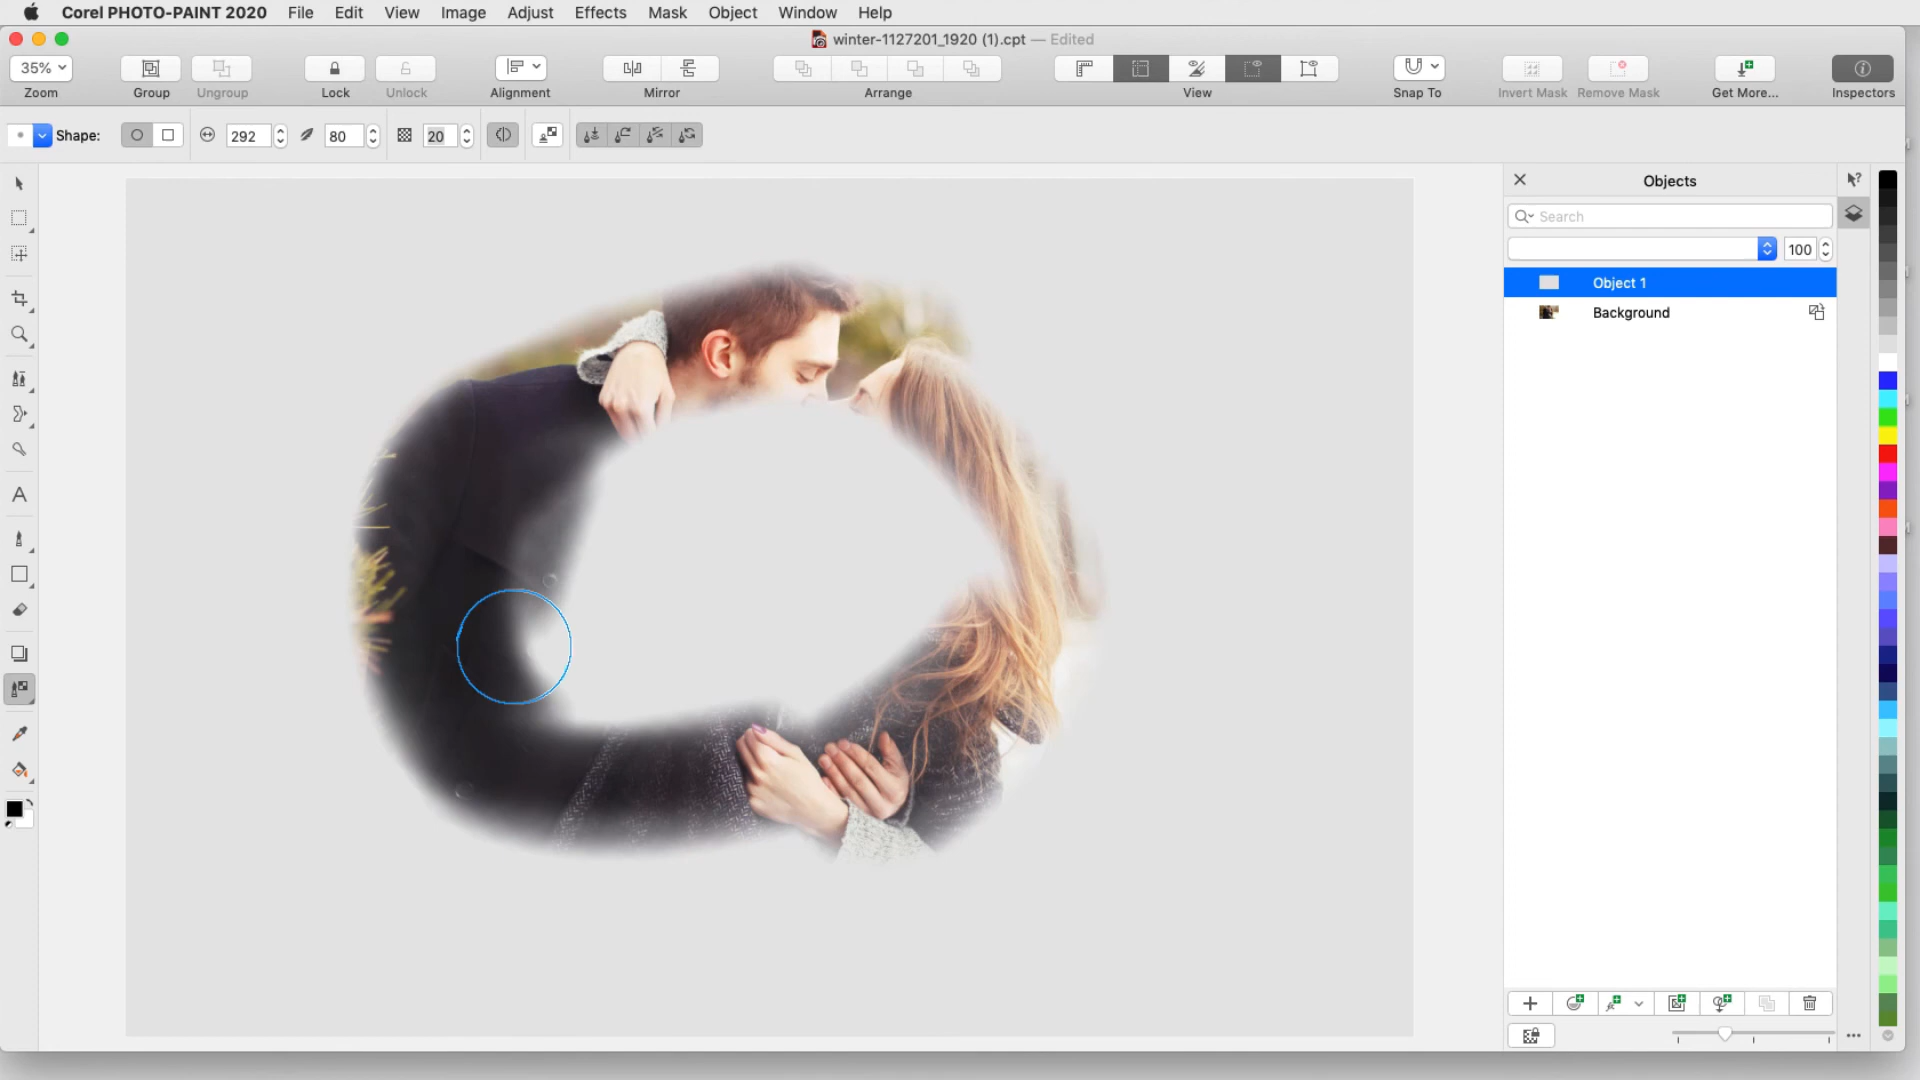 Corel PHOTO-PAINT 2020 File Edit View Image Adjust Effects Mask Object Window Help
winter-1127201_1920 (1).cpt — Edited
35%
Zoom Group Ungroup Lock Unlock Alignment Mirror Arrange View Snap To Invert Mask Remove Mask Get More... Inspectors
Shape: 292 80 20
Objects
Search
100
Object 1
Background